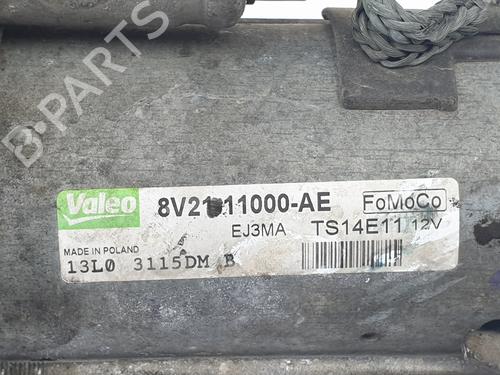 B-PARTS
Valeo
8V21-11000-AE
FoMoCo
EJ3MA
TS14E11 12V
MADE IN POLAND
13L0 3115DM B